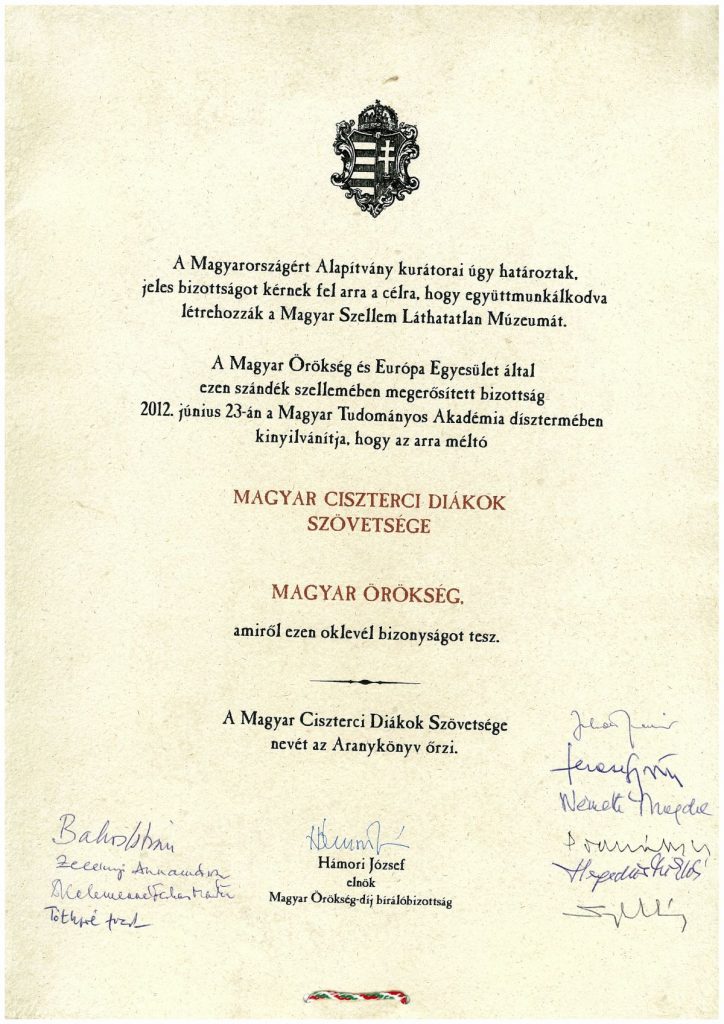 A Magyarországért Alapítvány kurátorai úgy határoztak,
jeles bizottságot kérnek fel arra a célra, hogy együttmunkálkodva
létrehozzák a Magyar Szellem Láthatatlan Múzeumát.
A Magyar Örökség és Európa Egyesület által
ezen szándék szellemében megerősített bizottság
2012. június 23-án a Magyar Tudományos Akadémia dísztermében
kinyilvánítja, hogy az arra méltó
MAGYAR CISZTERCI DIÁKOK
SZÖVETSÉGE
MAGYAR ÖRÖKSÉG,
amiről ezen oklevél bizonyságot tesz.
A Magyar Ciszterci Diákok Szövetsége
nevét az Aranykönyv őrzi.
Németh Magda
Hámori József
elnök
Magyar Örökség-díj bírálóbizottság